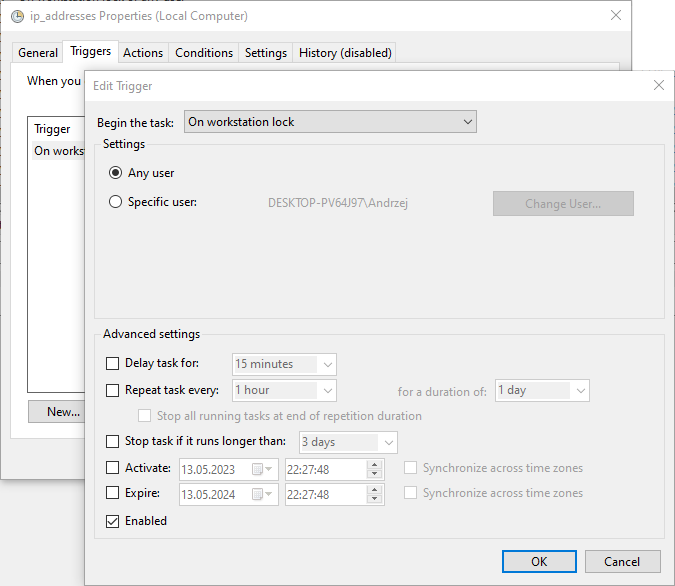 ip_addresses Properties (Local Computer)
General Triggers Actions Conditions Settings History (disabled)
When you
Trigger
On works
New...
Edit Trigger
Begin the task: On workstation lock
Settings
Any user
Specific user: DESKTOP-PV64J97\Andrzej Change User...
Advanced settings
Delay task for: 15 minutes
Repeat task every: 1 hour for a duration of: 1 day
Stop all running tasks at end of repetition duration
Stop task if it runs longer than: 3 days
Activate: 13.05.2023 22:27:48 Synchronize across time zones
Expire: 13.05.2024 22:27:48 Synchronize across time zones
Enabled
OK Cancel